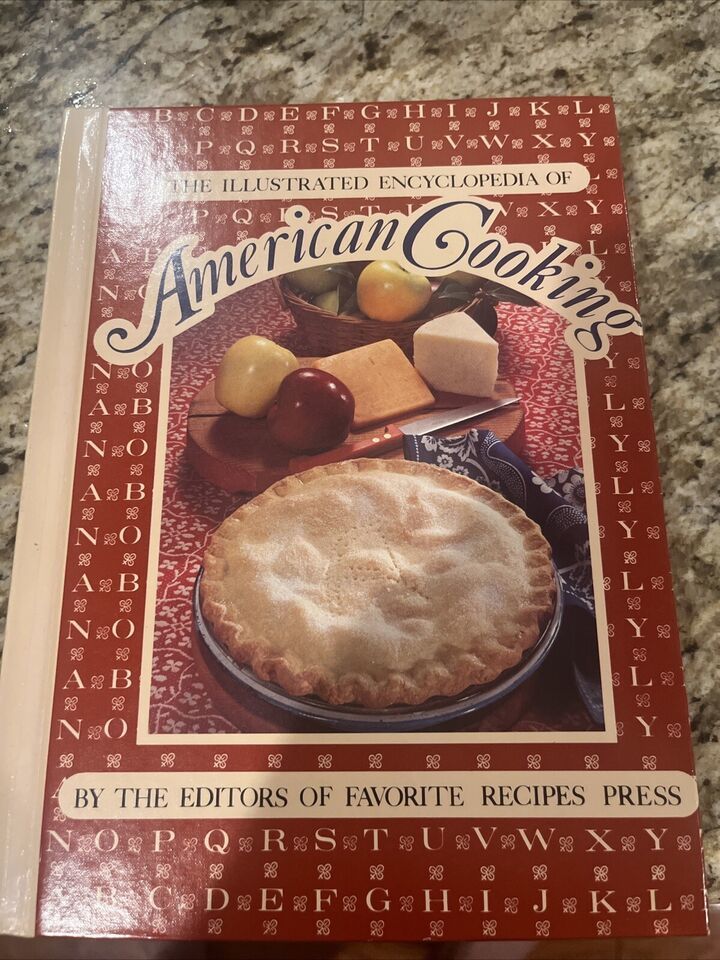 B C D E F G H I J K L
P Q R S T U V W X Y
THE ILLUSTRATED ENCYCLOPEDIA OF
P Q V X Y
American Cooking
A L
N
N O Y
A B L
N O Y
A B L
N O Y
A B L
N O Y
A B L
N O Y
BY THE EDITORS OF FAVORITE RECIPES PRESS
N O P Q R S T U V W X Y
B C D E F G H I J K L